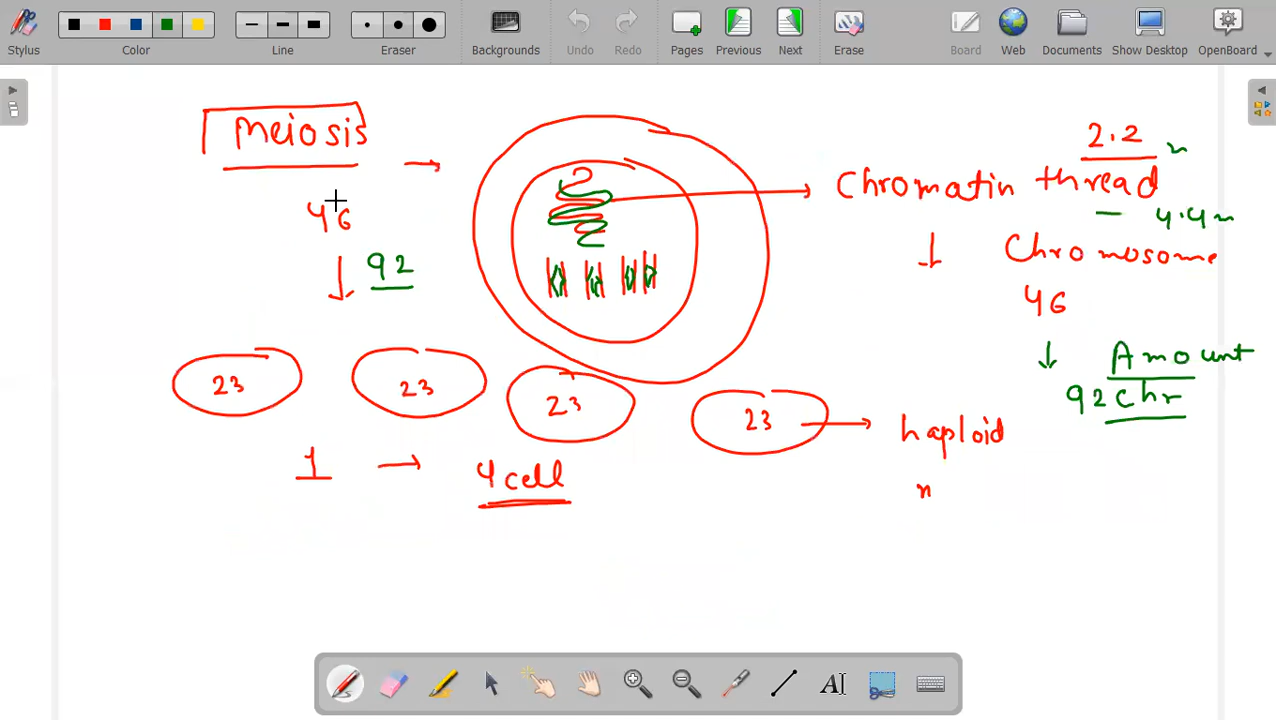 Stylus
Color
Line
Eraser
Backgrounds
Undo
Redo
Pages
Previous
Next
Erase
Board
Web
Documents
Show Desktop
OpenBoard
Meiosis
46
92
2.2 m
Chromatin thread
4.4m
Chromosome
46
Amount
92 Chr
23
23
23
23
haploid
n
1 → 4 cell